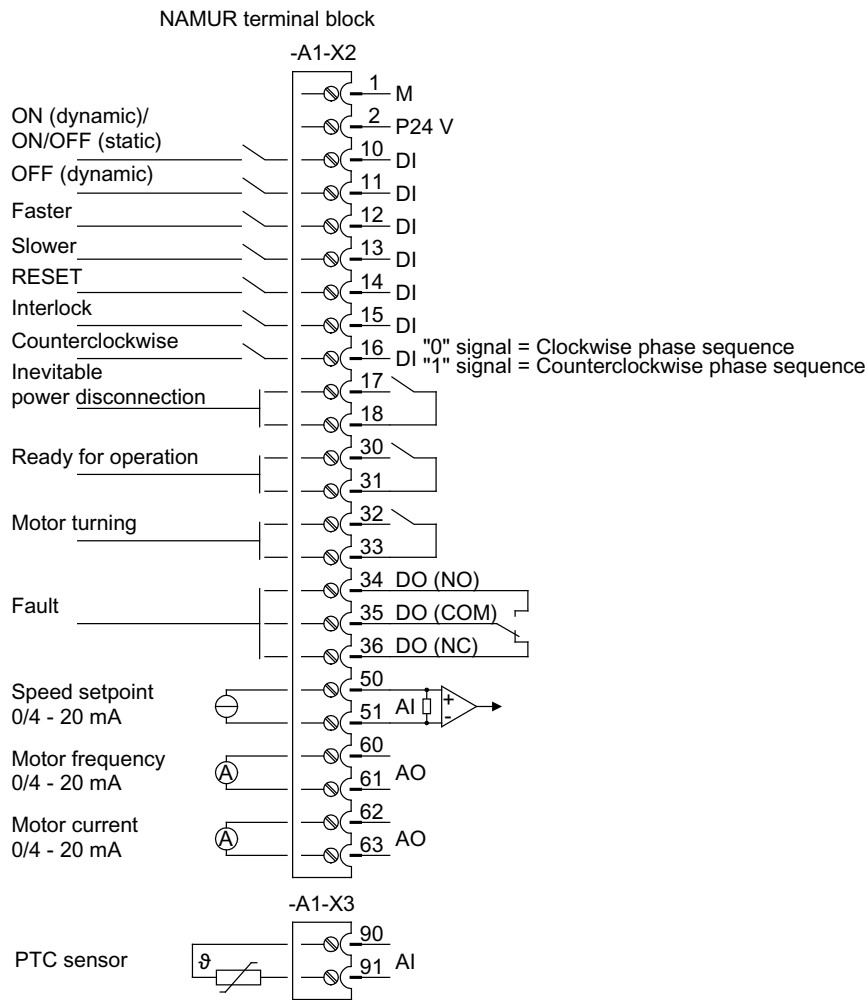 NAMUR terminal block
-A1-X2
1 M
2 P24 V
ON (dynamic)/
ON/OFF (static)
10 DI
OFF (dynamic)
11 DI
Faster
12 DI
Slower
13 DI
RESET
14 DI
Interlock
15 DI
Counterclockwise
16 DI
"0" signal = Clockwise phase sequence
"1" signal = Counterclockwise phase sequence
Inevitable
power disconnection
17
18
Ready for operation
30
31
Motor turning
32
33
Fault
34 DO (NO)
35 DO (COM)
36 DO (NC)
Speed setpoint
0/4 - 20 mA
50
51
AI
+
-
Motor frequency
0/4 - 20 mA
A
60
61
AO
Motor current
0/4 - 20 mA
A
62
63
AO
-A1-X3
PTC sensor
ϑ
90
91
AI